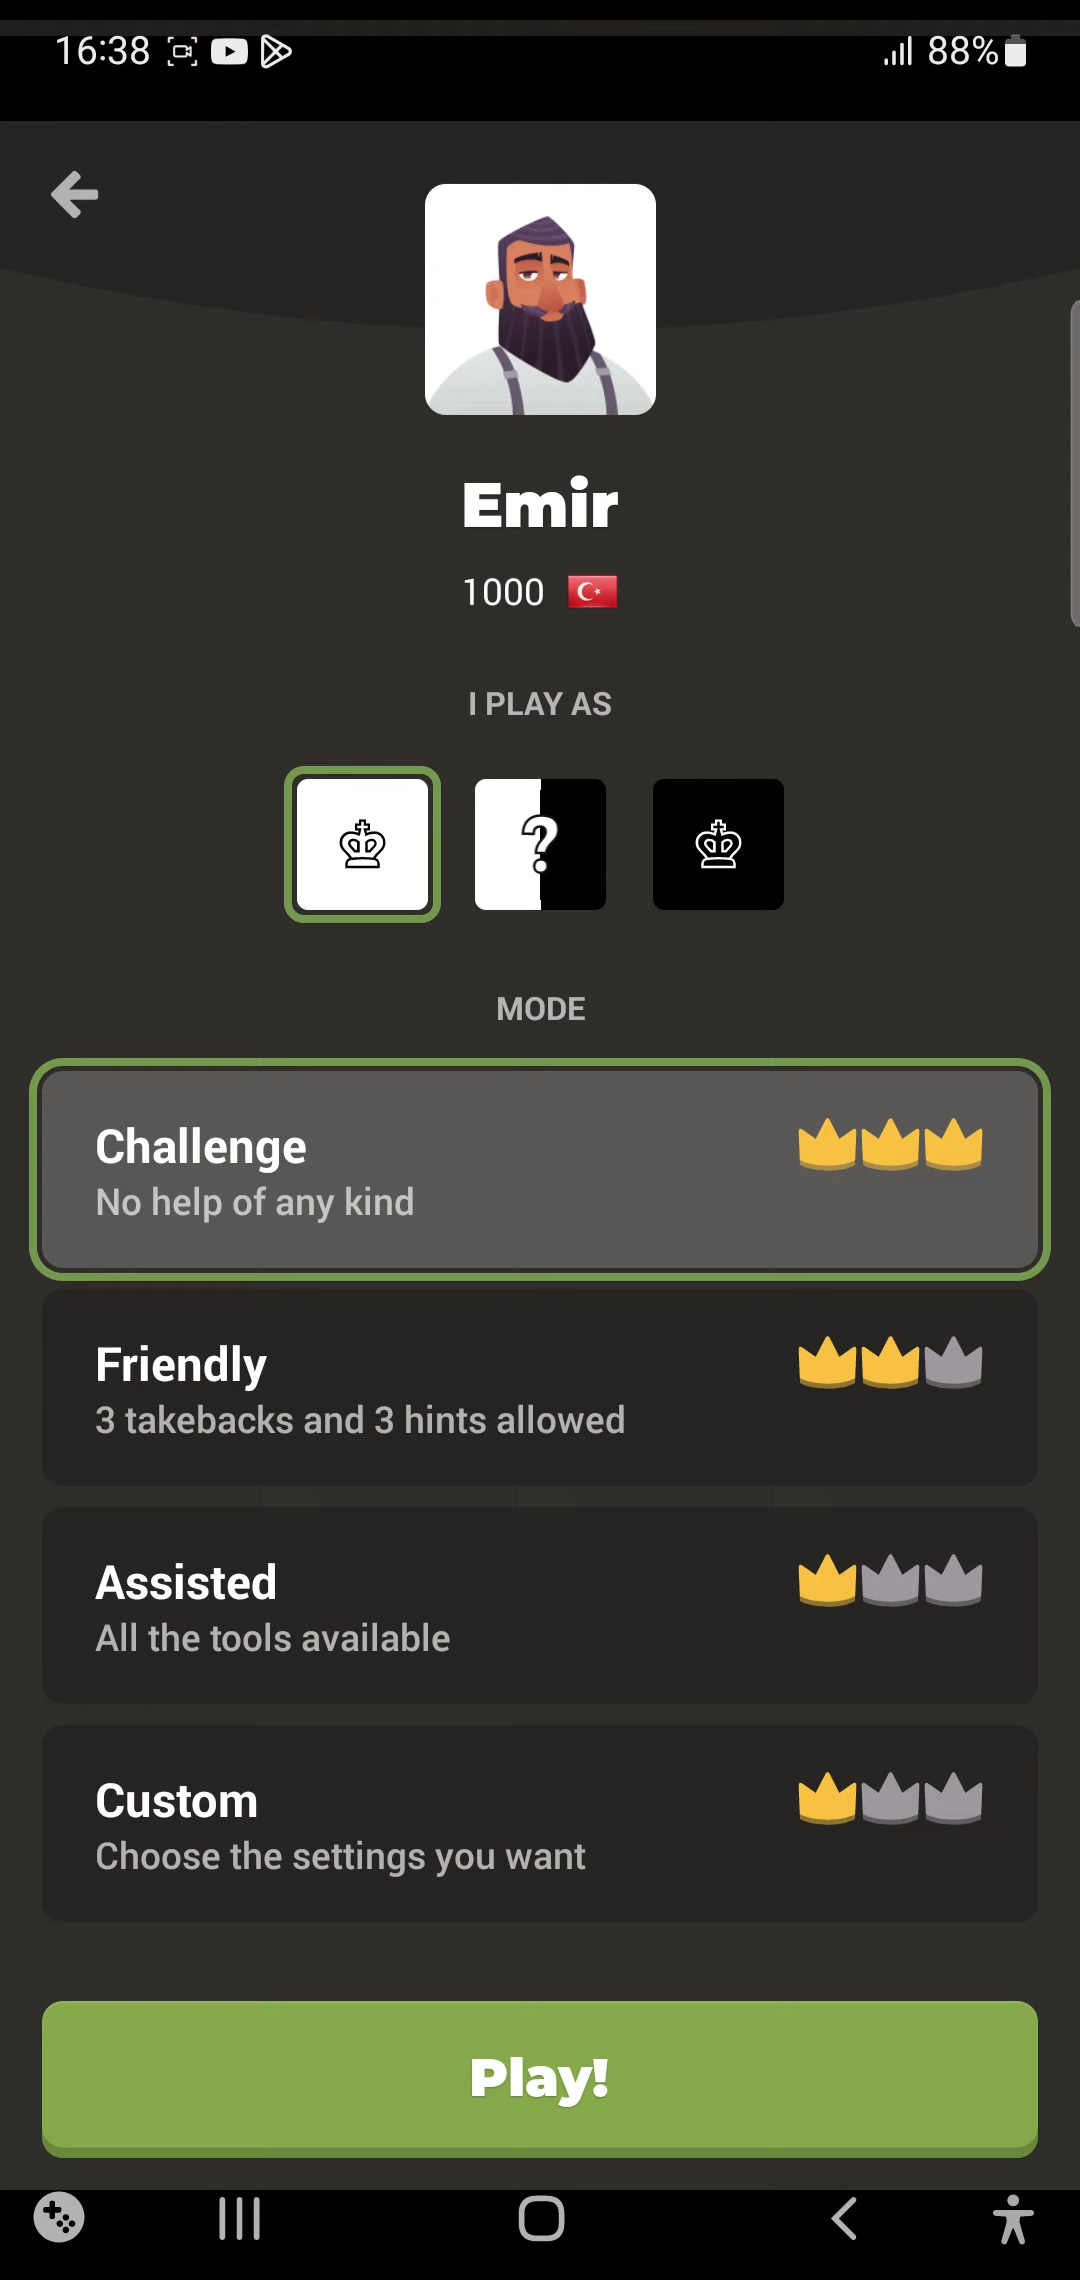 16:38
88%
Emir
1000
I PLAY AS
?
MODE
Challenge
No help of any kind
Friendly
3 takebacks and 3 hints allowed
Assisted
All the tools available
Custom
Choose the settings you want
Play!